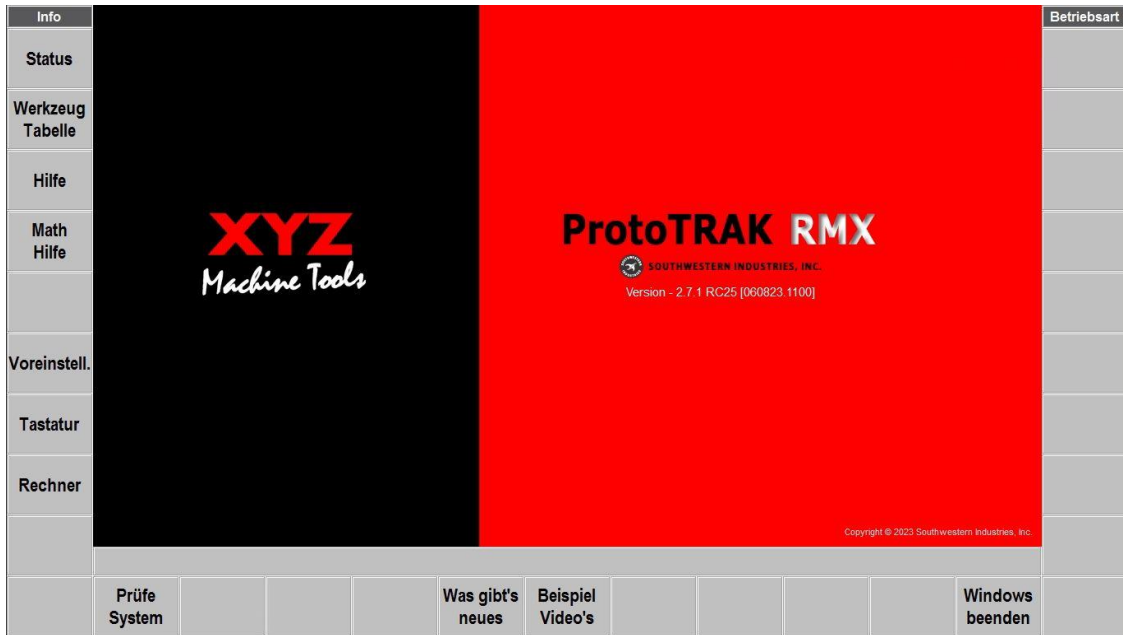 Info
Betriebsart
Status
Werkzeug
Tabelle
Hilfe
Math
Hilfe
Voreinstell.
Tastatur
Rechner
XYZ
Machine Tools
ProtoTRAK RMX
SOUTHWESTERN INDUSTRIES, INC.
Version - 2.7.1 RC25 [060823.1100]
Copyright © 2023 Southwestern Industries, Inc.
Prüfe
System
Was gibt's
neues
Beispiel
Video's
Windows
beenden